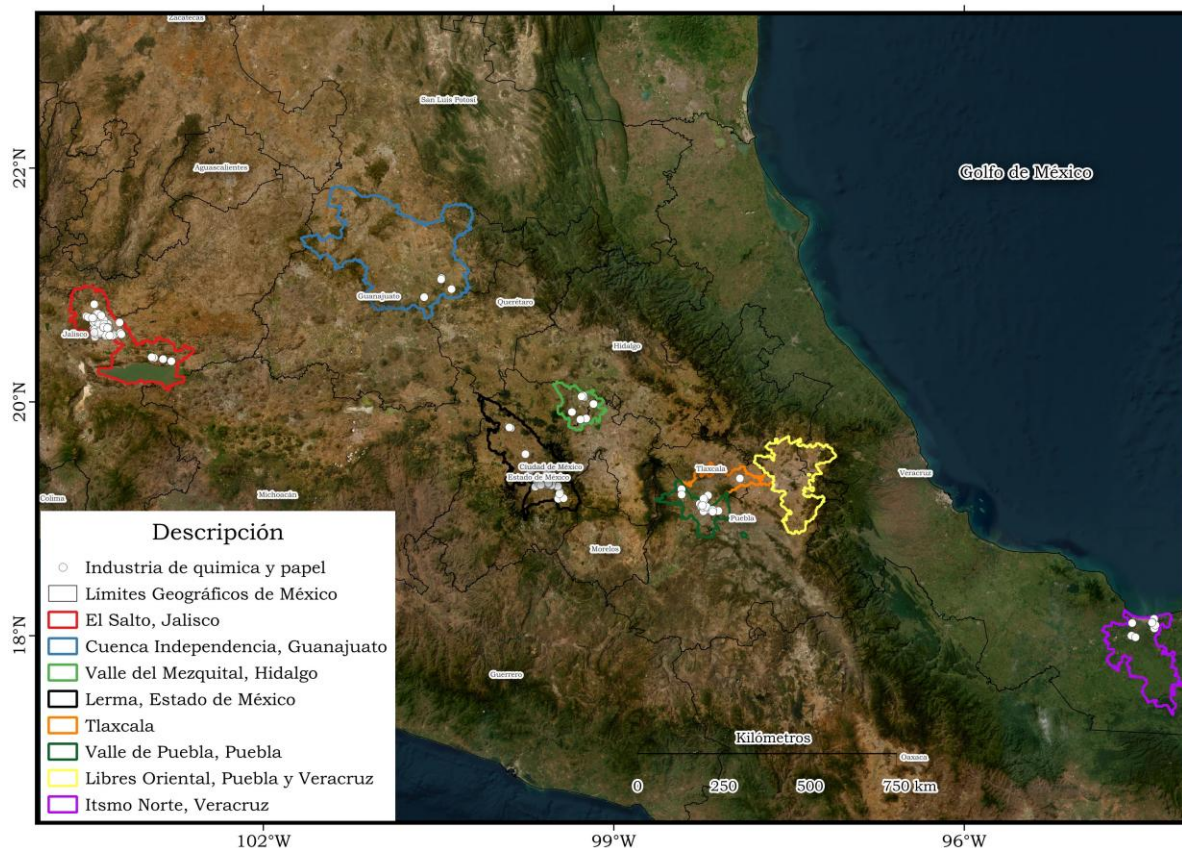 Zacatecas
San Luis Potosí
22°N
Aguascalientes
Golfo de México
Guanajuato
Querétaro
Jalisco
Hidalgo
20°N
Tlaxcala
Ciudad de México
Veracruz
Estado de México
Colima
Michoacán
Puebla
Morelos
Descripción
Industria de quimica y papel
Límites Geográficos de México
El Salto, Jalisco
Cuenca Independencia, Guanajuato
Valle del Mezquital, Hidalgo
Lerma, Estado de México
Tlaxcala
Valle de Puebla, Puebla
Libres Oriental, Puebla y Veracruz
Itsmo Norte, Veracruz
18°N
Guerrero
Kilómetros
Oaxaca
0 250 500 750 km
102°W 99°W 96°W